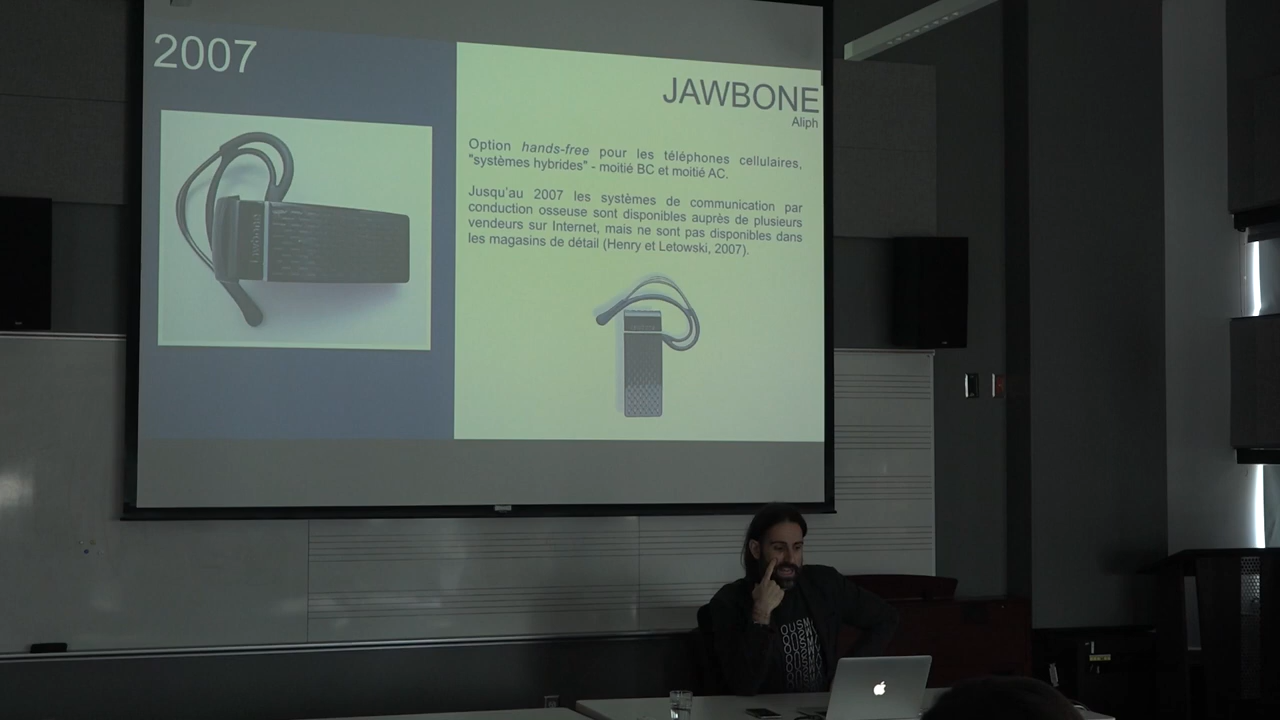 2007
JAWBONE
Aliph
Option hands-free pour les téléphones cellulaires,
"systèmes hybrides" - moitié BC et moitié AC.
Jusqu'au 2007 les systèmes de communication par
conduction osseuse sont disponibles auprès de plusieurs
vendeurs sur Internet, mais ne sont pas disponibles dans
les magasins de détail (Henry et Letowski, 2007).